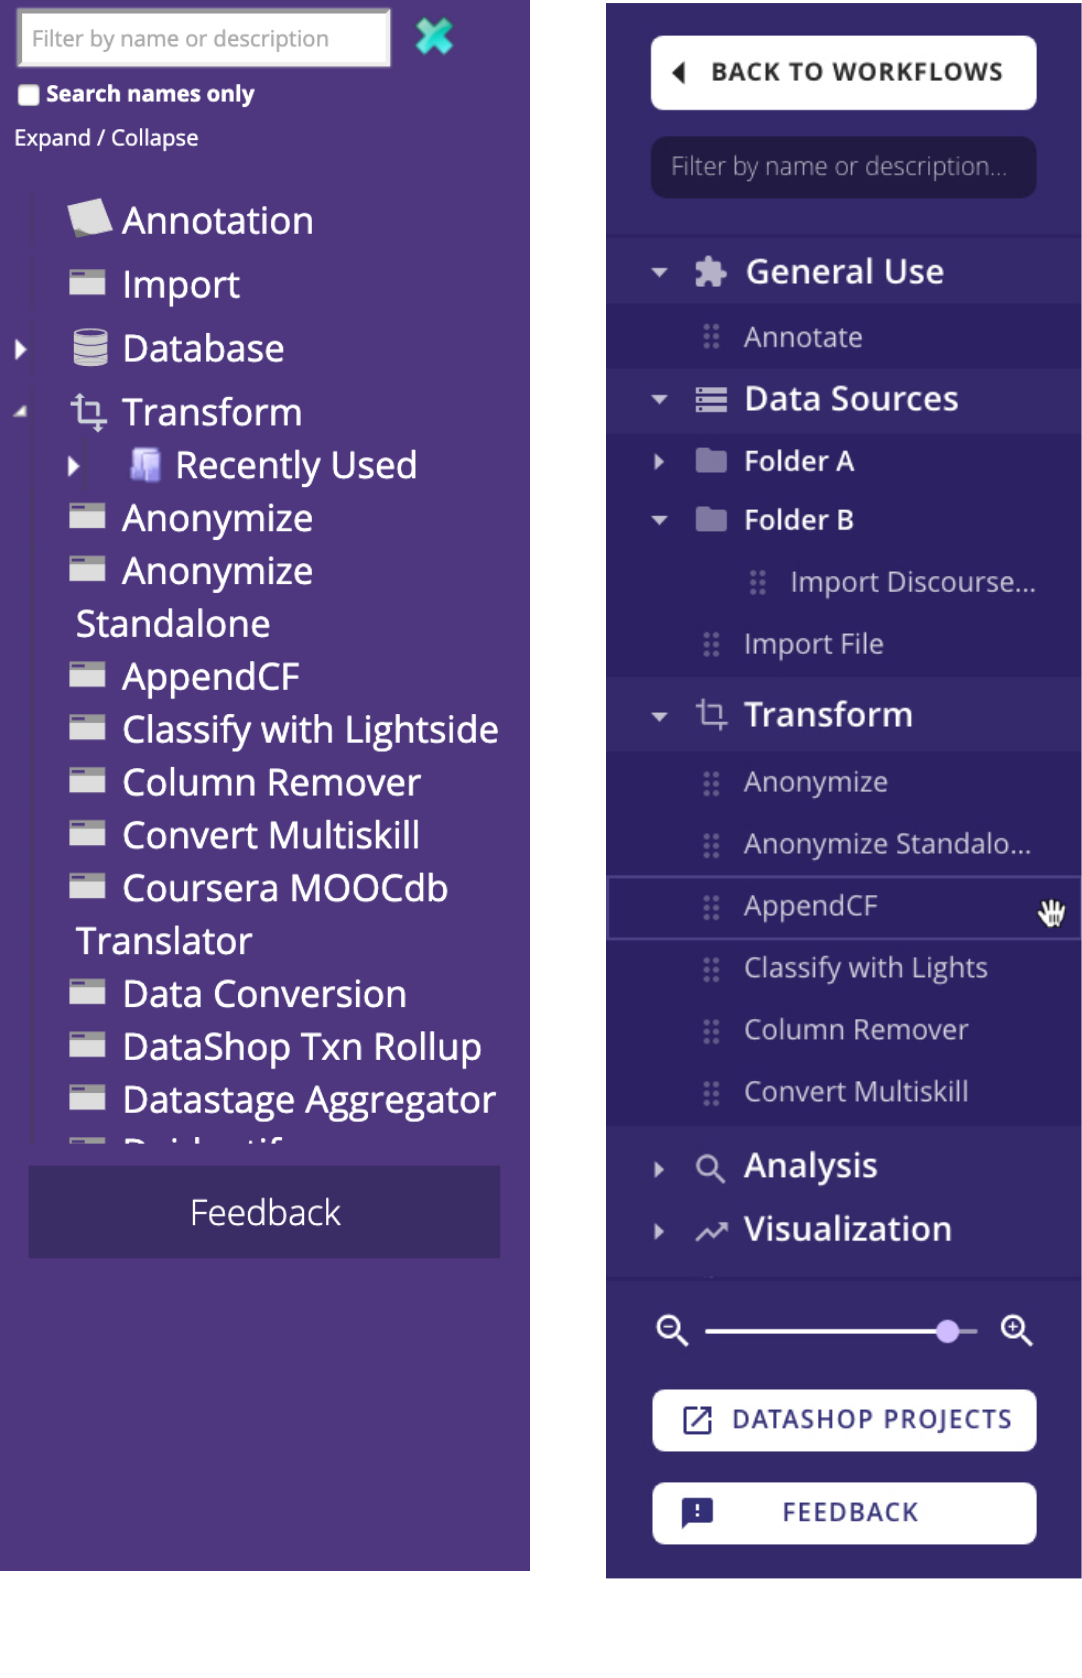 Filter by name or description
Search names only
Expand / Collapse
Annotation
Import
Database
Transform
Recently Used
Anonymize
Anonymize
Standalone
AppendCF
Classify with Lightside
Column Remover
Convert Multiskill
Coursera MOOCdb
Translator
Data Conversion
DataShop Txn Rollup
Datastage Aggregator
Feedback
BACK TO WORKFLOWS
Filter by name or description...
General Use
Annotate
Data Sources
Folder A
Folder B
Import Discourse...
Import File
Transform
Anonymize
Anonymize Standalo...
AppendCF
Classify with Lights
Column Remover
Convert Multiskill
Analysis
Visualization
DATASHOP PROJECTS
FEEDBACK